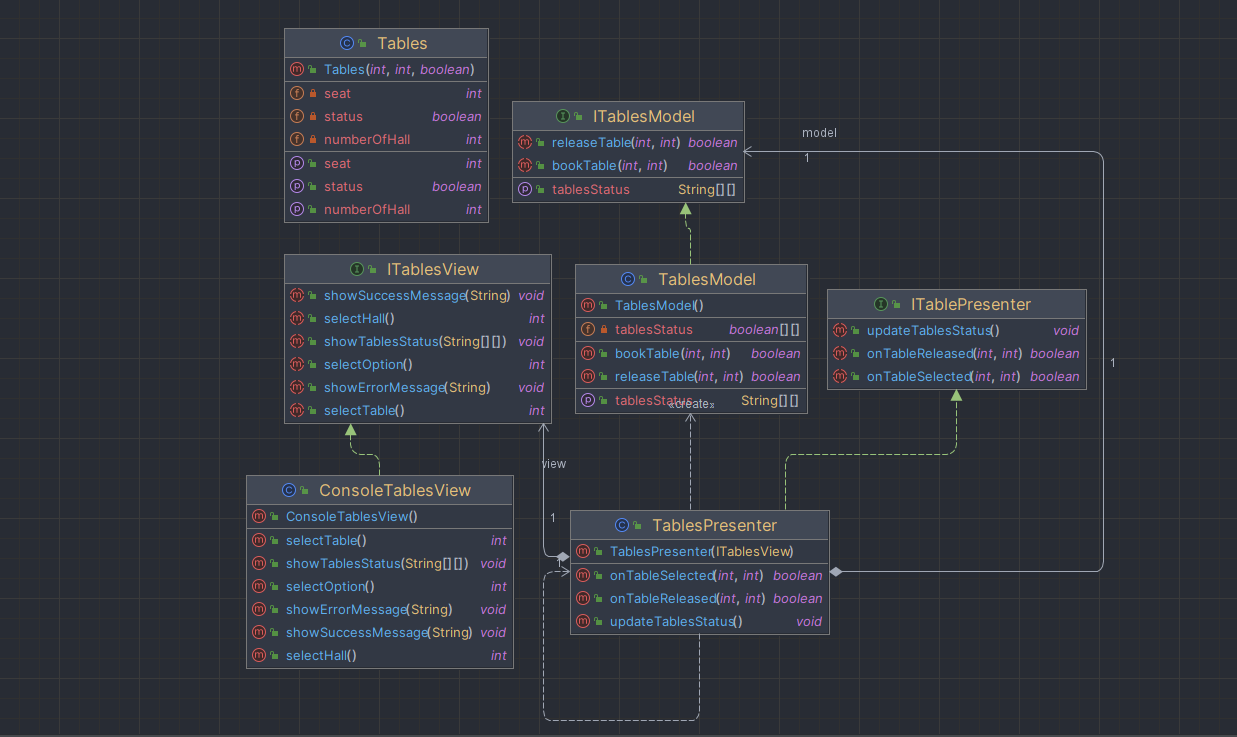 Tables
Tables(int, int, boolean)
seat int
status boolean
numberOfHall int
seat int
status boolean
numberOfHall int
ITablesModel
releaseTable(int, int) boolean
bookTable(int, int) boolean
tablesStatus String[][]
model
1
ITablesView
showSuccessMessage(String) void
selectHall() int
showTablesStatus(String[][]) void
selectOption() int
showErrorMessage(String) void
selectTable() int
TablesModel
TablesModel()
tablesStatus boolean[][]
bookTable(int, int) boolean
releaseTable(int, int) boolean
tablesStatus String[][]
«create»
ITablePresenter
updateTablesStatus() void
onTableReleased(int, int) boolean
onTableSelected(int, int) boolean
1
view
1
ConsoleTablesView
ConsoleTablesView()
selectTable() int
showTablesStatus(String[][]) void
selectOption() int
showErrorMessage(String) void
showSuccessMessage(String) void
selectHall() int
TablesPresenter
TablesPresenter(ITablesView)
onTableSelected(int, int) boolean
onTableReleased(int, int) boolean
updateTablesStatus() void
1